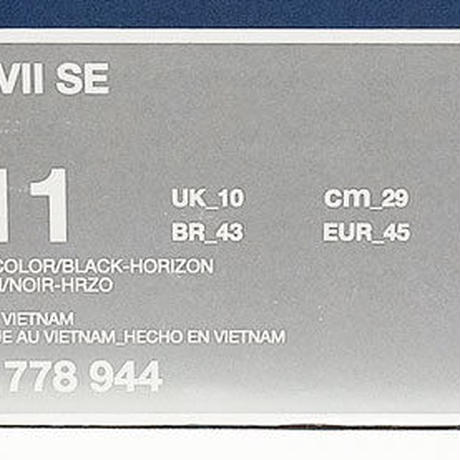 VII SE
11
UK_10 cm_29
BR_43 EUR_45
COLOR/BLACK-HORIZON
/NOIR-HRZO
VIETNAM
AU VIETNAM_HECHO EN VIETNAM
778 944